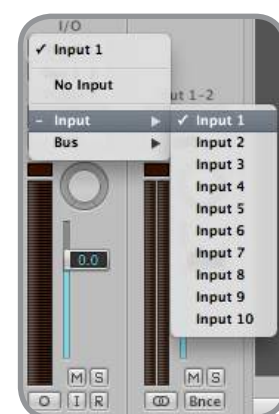 I/O
✓ Input 1
No Input
ut 1-2
– Input ▶
Bus ▶
✓ Input 1
Input 2
Input 3
Input 4
Input 5
Input 6
Input 7
Input 8
Input 9
Input 10
0.0
M S
M S
I R
Bnce